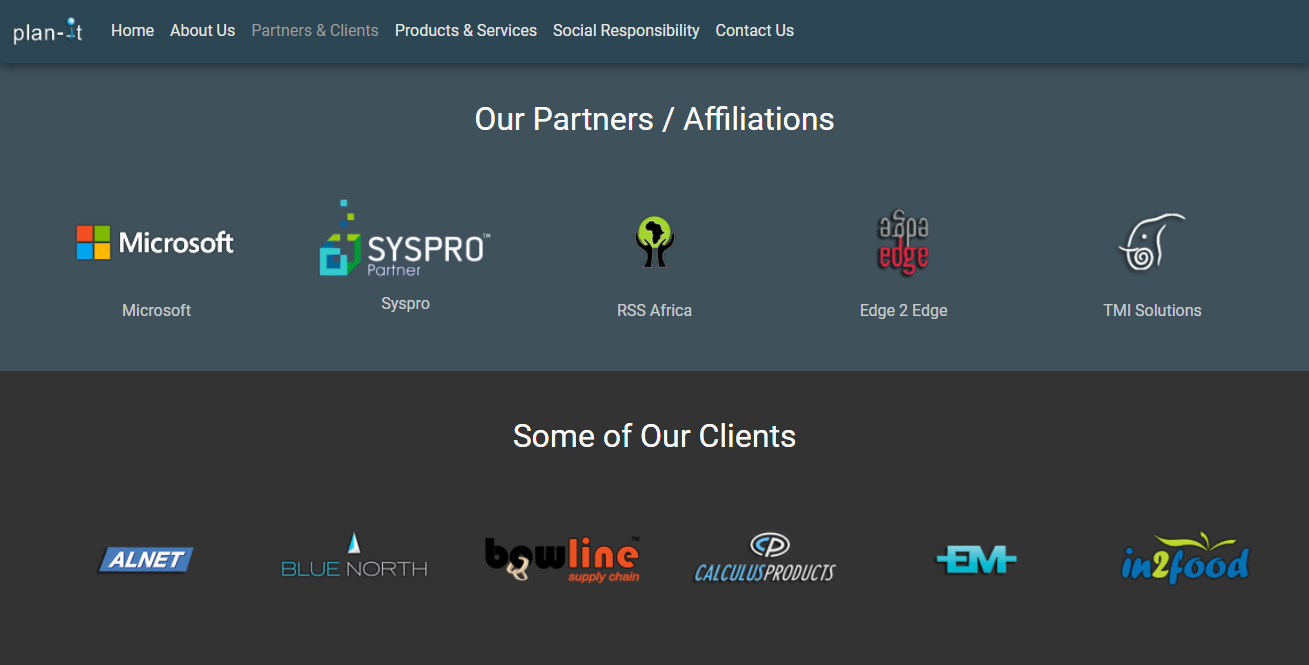 plan-it Home About Us Partners & Clients Products & Services Social Responsibility Contact Us
Our Partners / Affiliations
Microsoft
SYSPRO™
Partner
aspa
edge
Microsoft
Syspro
RSS Africa
Edge 2 Edge
TMI Solutions
Some of Our Clients
ALNET
BLUE NORTH
bowline™
supply chain
CP
CALCULUSPRODUCTS
EM
in2food